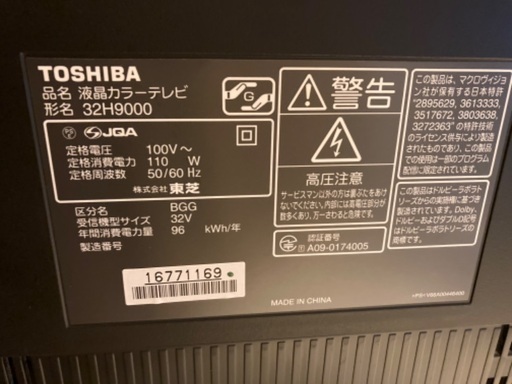 TOSHIBA
品名 液晶カラーテレビ
形名 32H9000
G
JQA
定格電圧 100V～
定格消費電力 110 W
定格周波数 50/60 Hz
株式会社 東芝
区分名 BGG
受信機型サイズ 32V
年間消費電力量 96 kWh/年
製造番号
16771169
警告
高圧注意
サービスマン以外の方は裏ぶたをあけ
ないでください。内部には高電圧部分が
数多くあり、万一さわると危険です。
認証番号
A09-0174005
MADE IN CHINA
この製品は、マクロヴィジョ
ン社が保有する日本特許
"2895629、3613333、
3517672、3803638、
3272363"の特許技術
のライセンス供与に基づき製造
されたものであり、この製品
での使用は一部のプログラム
配信に限られています。
この製品はドルビーラボラト
リーズからの実施権に基づき
製造されています。Dolby、
ドルビーおよびダブルDの記号
はドルビーラボラトリーズの
商標です。